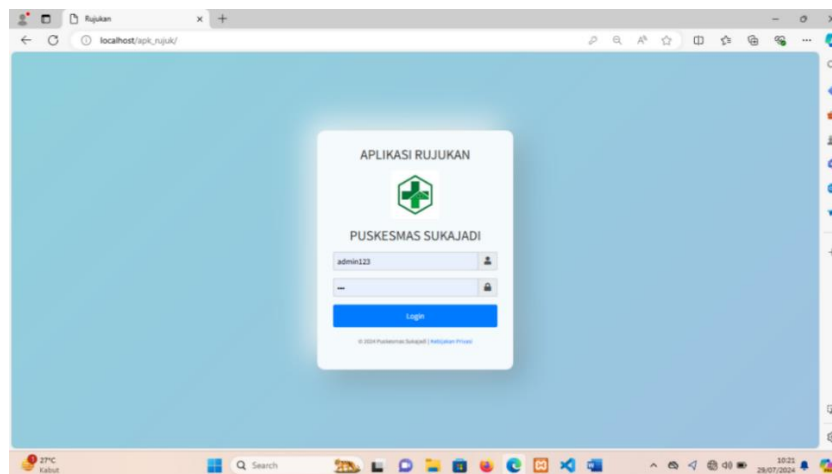 Rujukan
localhost/apk_rujuk/
APLIKASI RUJUKAN
PUSKESMAS SUKAJADI
admin123
Login
© 2024 Puskesmas Sukajadi | Kebijakan Privasi
27°C
Kabut
Search
10:21
29/07/2024